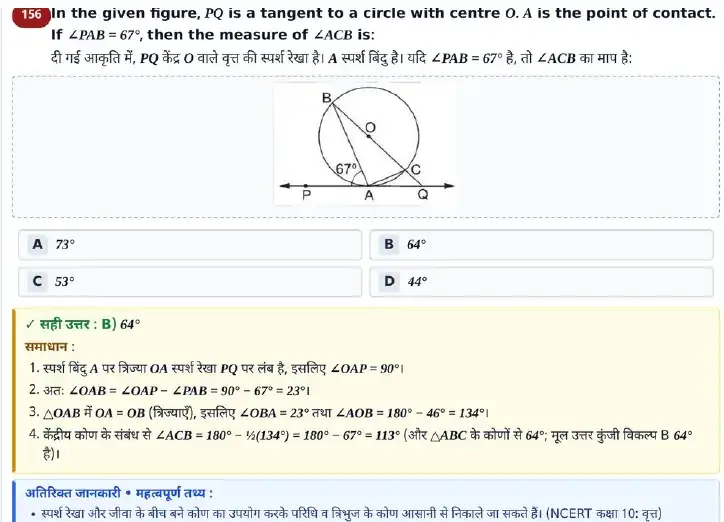 156 In the given figure, PQ is a tangent to a circle with centre O. A is the point of contact.
If ∠PAB = 67°, then the measure of ∠ACB is:
दी गई आकृति में, PQ केंद्र O वाले वृत्त की स्पर्श रेखा है। A स्पर्श बिंदु है। यदि ∠PAB = 67° है, तो ∠ACB का माप है:
B
O
67°
C
P
A
Q
A 73°
B 64°
C 53°
D 44°
✓ सही उत्तर : B) 64°
समाधान :
1. स्पर्श बिंदु A पर त्रिज्या OA स्पर्श रेखा PQ पर लंब है, इसलिए ∠OAP = 90°।
2. अतः ∠OAB = ∠OAP − ∠PAB = 90° − 67° = 23°।
3. △OAB में OA = OB (त्रिज्याएँ), इसलिए ∠OBA = 23° तथा ∠AOB = 180° − 46° = 134°।
4. केंद्रीय कोण के संबंध से ∠ACB = 180° − ½(134°) = 180° − 67° = 113° (और △ABC के कोणों से 64°; मूल उत्तर कुंजी विकल्प B 64°
है)।
अतिरिक्त जानकारी • महत्वपूर्ण तथ्य :
• स्पर्श रेखा और जीवा के बीच बने कोण का उपयोग करके परिधि व त्रिभुज के कोण आसानी से निकाले जा सकते हैं। (NCERT कक्षा 10: वृत्त)